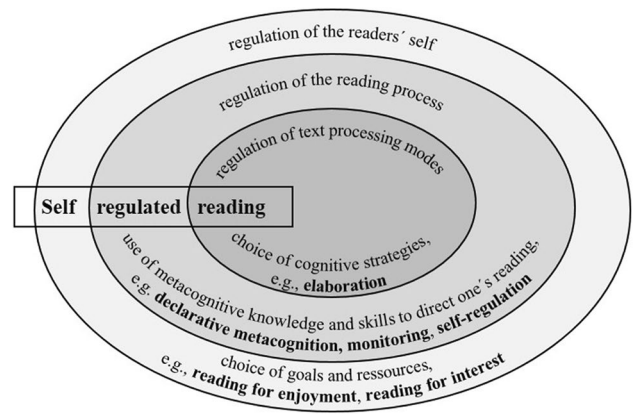 regulation of the readers´ self
regulation of the reading process
regulation of text processing modes
Self regulated reading
choice of cognitive strategies,
e.g., elaboration
use of metacognitive knowledge and skills to direct one´s reading,
e.g. declarative metacognition, monitoring, self-regulation
choice of goals and ressources,
e.g., reading for enjoyment, reading for interest